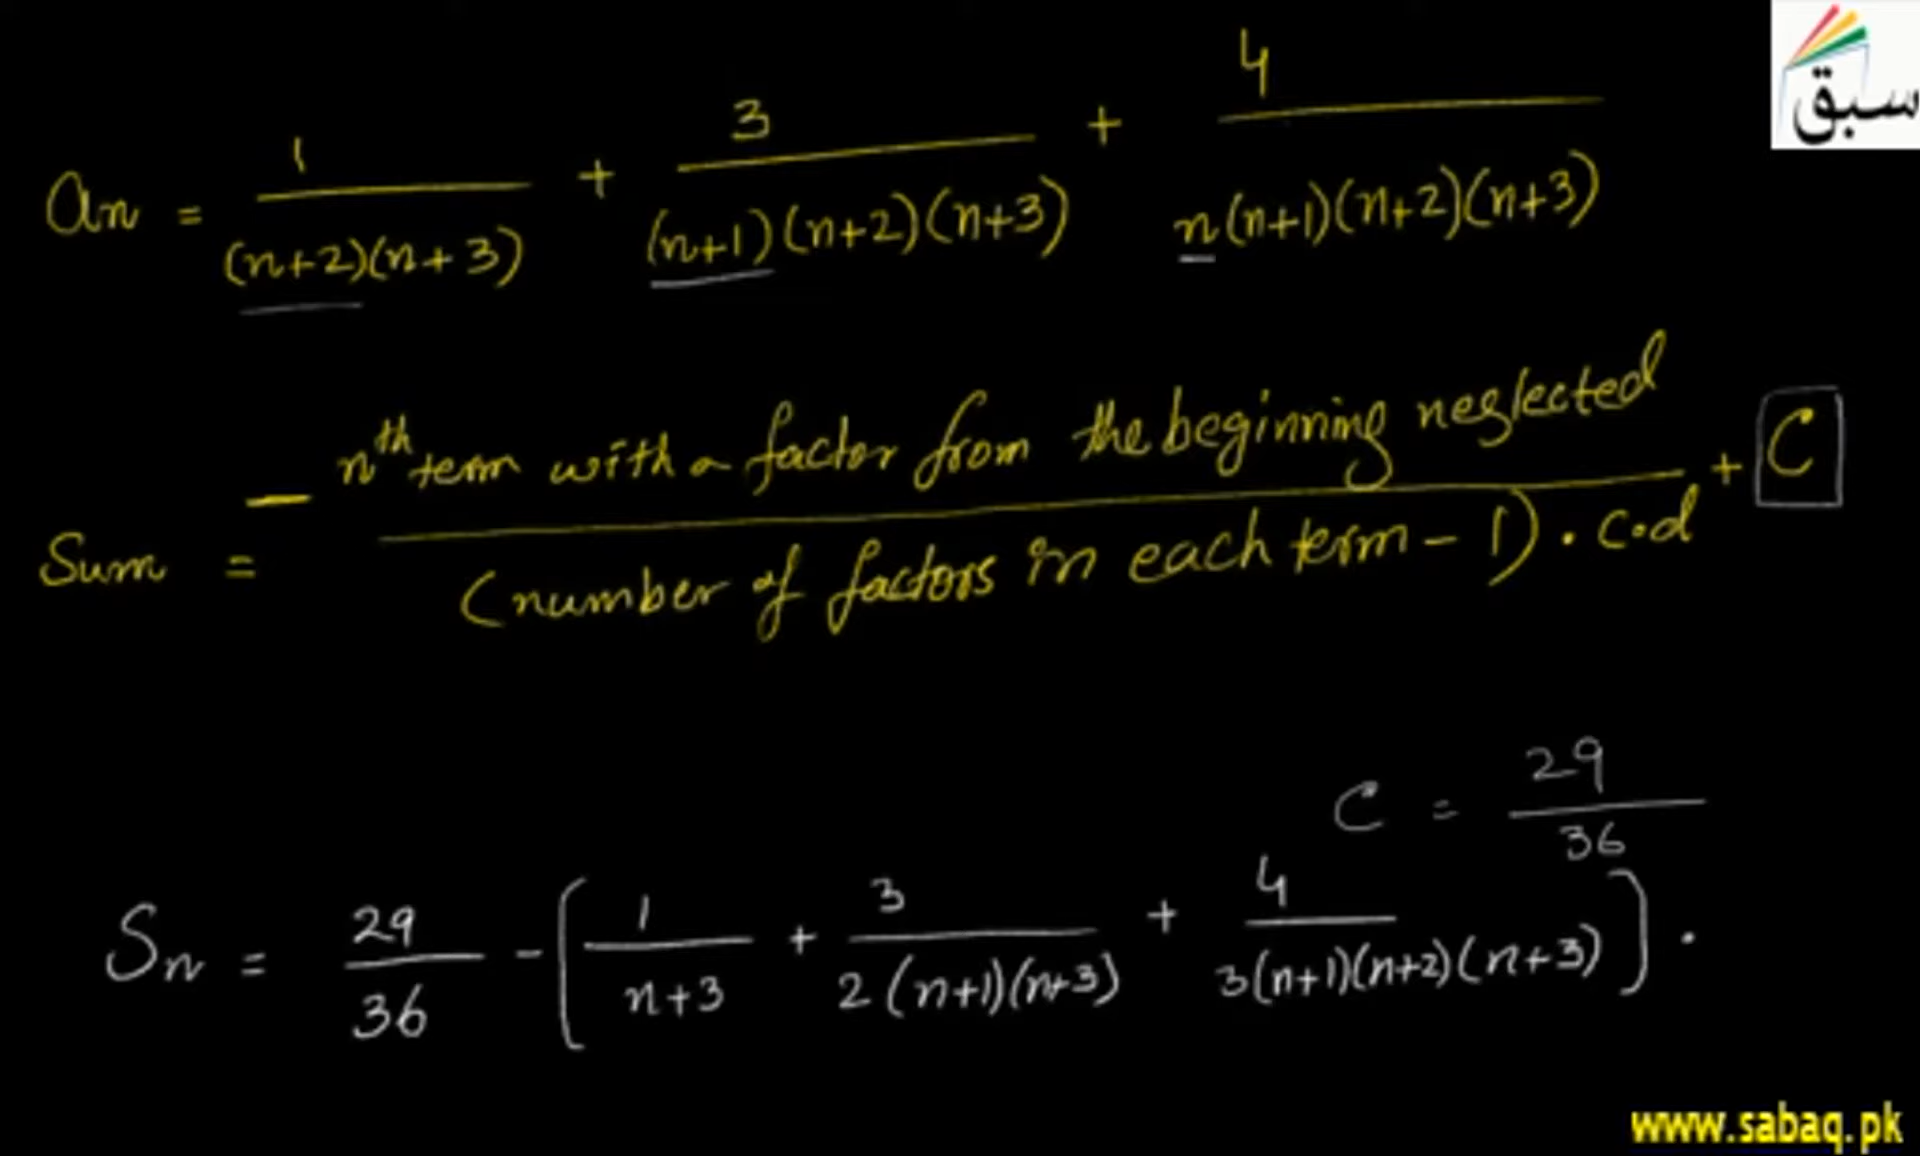 سبق
an = 1/((n+2)(n+3)) + 3/((n+1)(n+2)(n+3)) + 4/(n(n+1)(n+2)(n+3))
Sum = - nth term with a factor from the beginning neglected / (number of factors in each term - 1) . c.d + C
C = 29/36
Sn = 29/36 - [1/(n+3) + 3/(2(n+1)(n+3)) + 4/(3(n+1)(n+2)(n+3))] .
www.sabaq.pk